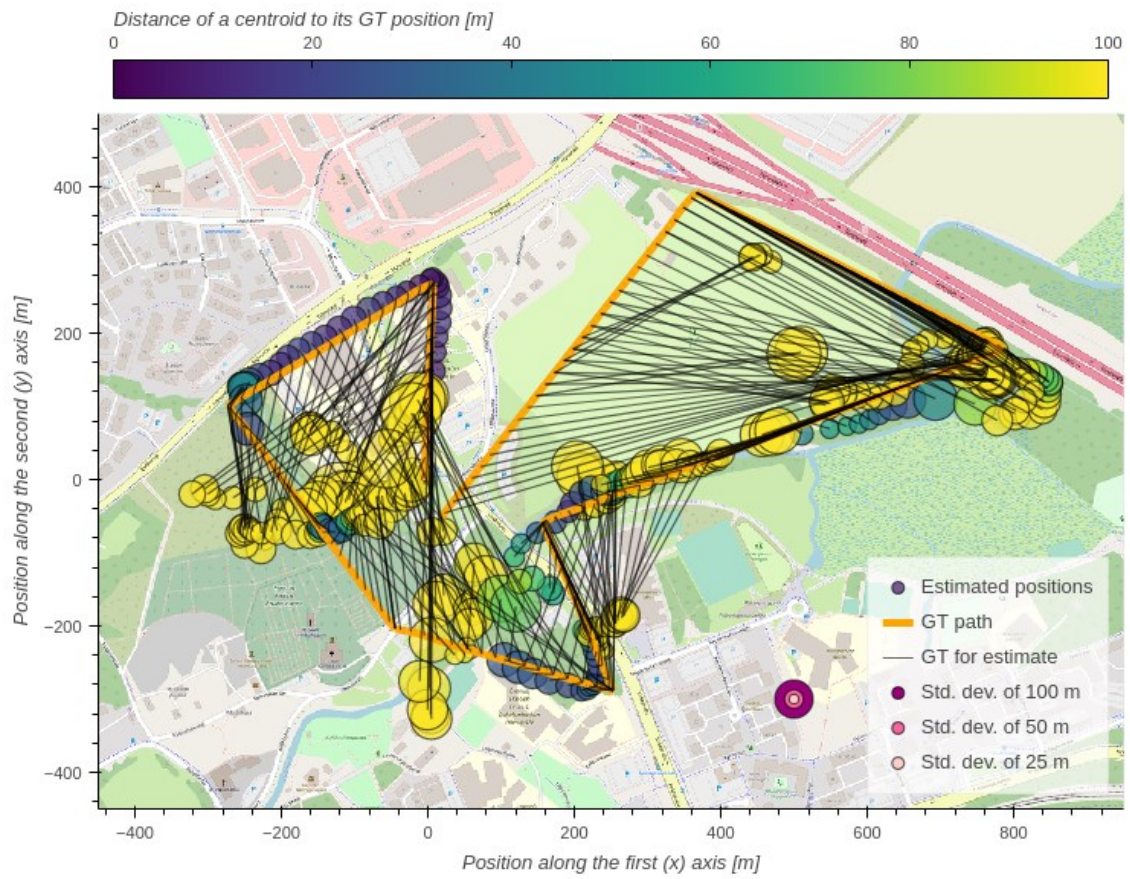 Distance of a centroid to its GT position [m]
0 20 40 60 80 100
Position along the second (y) axis [m]
400
200
0
−200
−400
Estimated positions
GT path
GT for estimate
Std. dev. of 100 m
Std. dev. of 50 m
Std. dev. of 25 m
−400 −200 0 200 400 600 800
Position along the first (x) axis [m]